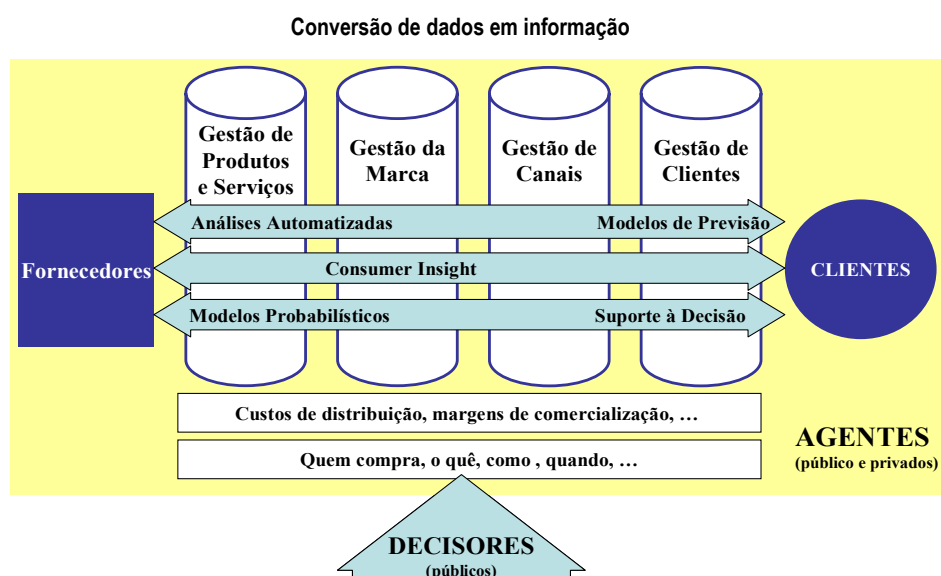 Conversão de dados em informação
Gestão de
Produtos
e Serviços
Gestão da
Marca
Gestão de
Canais
Gestão de
Clientes
Análises Automatizadas
Modelos de Previsão
Fornecedores
Consumer Insight
CLIENTES
Modelos Probabilísticos
Suporte à Decisão
Custos de distribuição, margens de comercialização, …
Quem compra, o quê, como , quando, …
AGENTES
(público e privados)
DECISORES
(públicos)